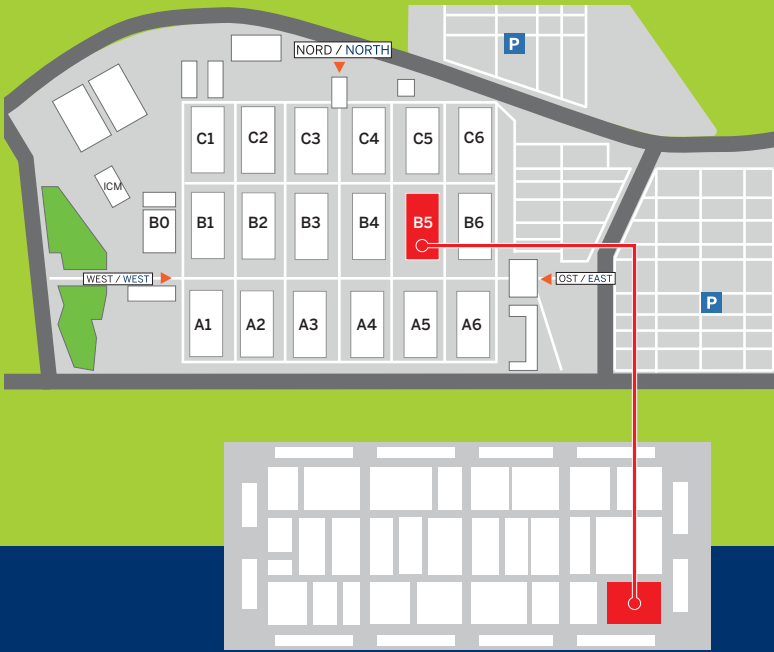 P
NORD / NORTH
C1 C2 C3 C4 C5 C6
ICM
B0 B1 B2 B3 B4 B5 B6
WEST / WEST
OST / EAST
P
A1 A2 A3 A4 A5 A6